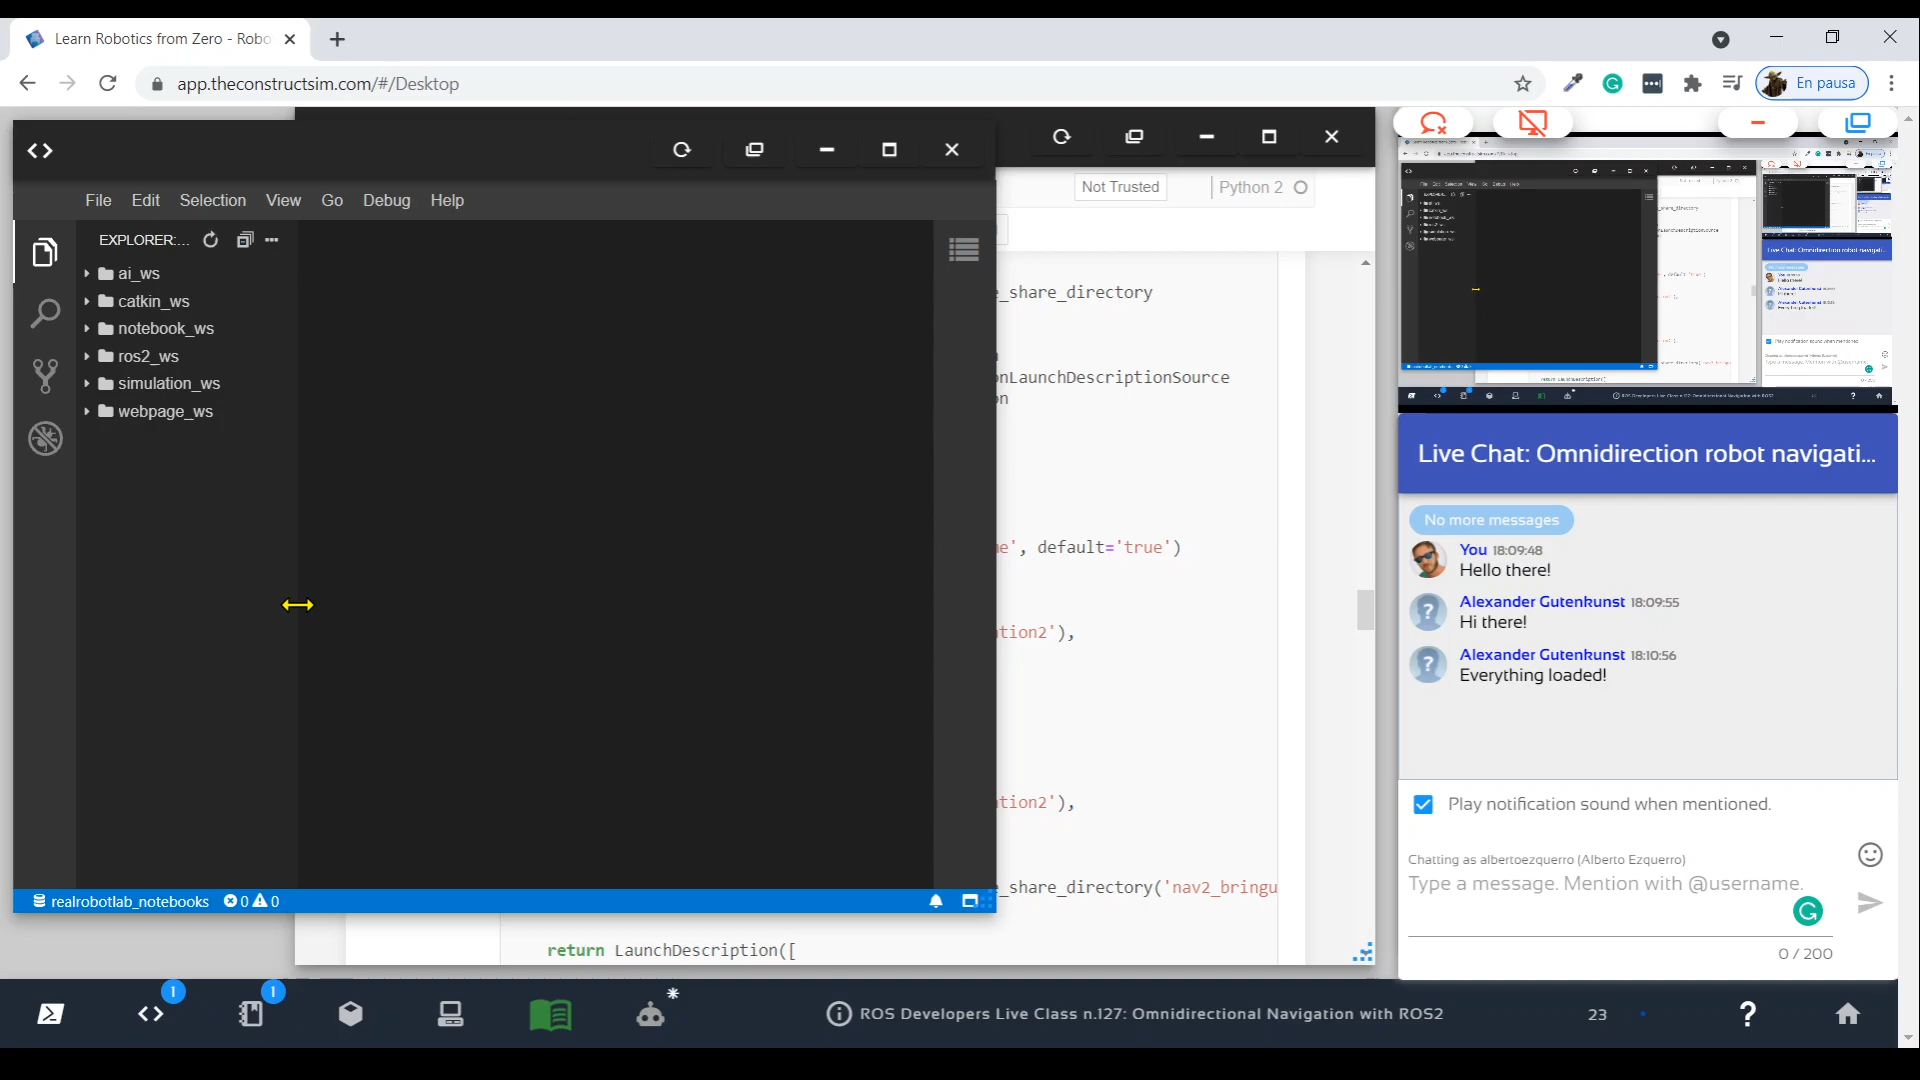 Learn Robotics from Zero - Robo
app.theconstructsim.com/#/Desktop
En pausa
File Edit Selection View Go Debug Help
EXPLORER:...
ai_ws
catkin_ws
notebook_ws
ros2_ws
simulation_ws
webpage_ws
realrobotlab_notebooks 0 0
Not Trusted
Python 2
_share_directory
nLaunchDescriptionSource
on
e', default='true')
ation2'),
ation2'),
_share_directory('nav2_bringu
return LaunchDescription([
Live Chat: Omnidirection robot navigati...
No more messages
You 18:09:48
Hello there!
Alexander Gutenkunst 18:09:55
Hi there!
Alexander Gutenkunst 18:10:56
Everything loaded!
Play notification sound when mentioned.
Chatting as albertoezquerro (Alberto Ezquerro)
Type a message. Mention with @username.
0 / 200
1
1
ROS Developers Live Class n.127: Omnidirectional Navigation with ROS2
23
?